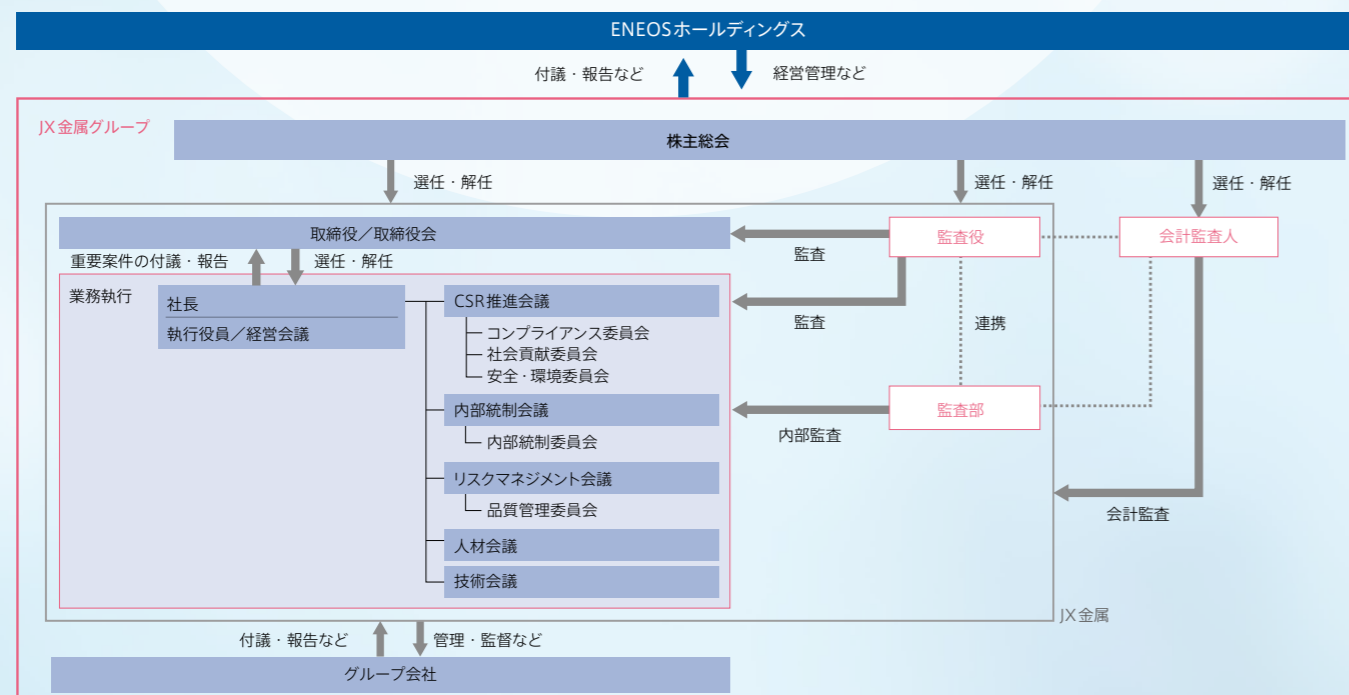 ENEOSホールディングス
付議・報告など
経営管理など
JX金属グループ
株主総会
選任・解任
選任・解任
選任・解任
取締役／取締役会
監査役
会計監査人
監査
重要案件の付議・報告
選任・解任
業務執行
社長
執行役員／経営会議
CSR推進会議
コンプライアンス委員会
社会貢献委員会
安全・環境委員会
監査
連携
内部統制会議
内部統制委員会
監査部
内部監査
リスクマネジメント会議
品質管理委員会
会計監査
人材会議
技術会議
JX金属
付議・報告など
管理・監督など
グループ会社